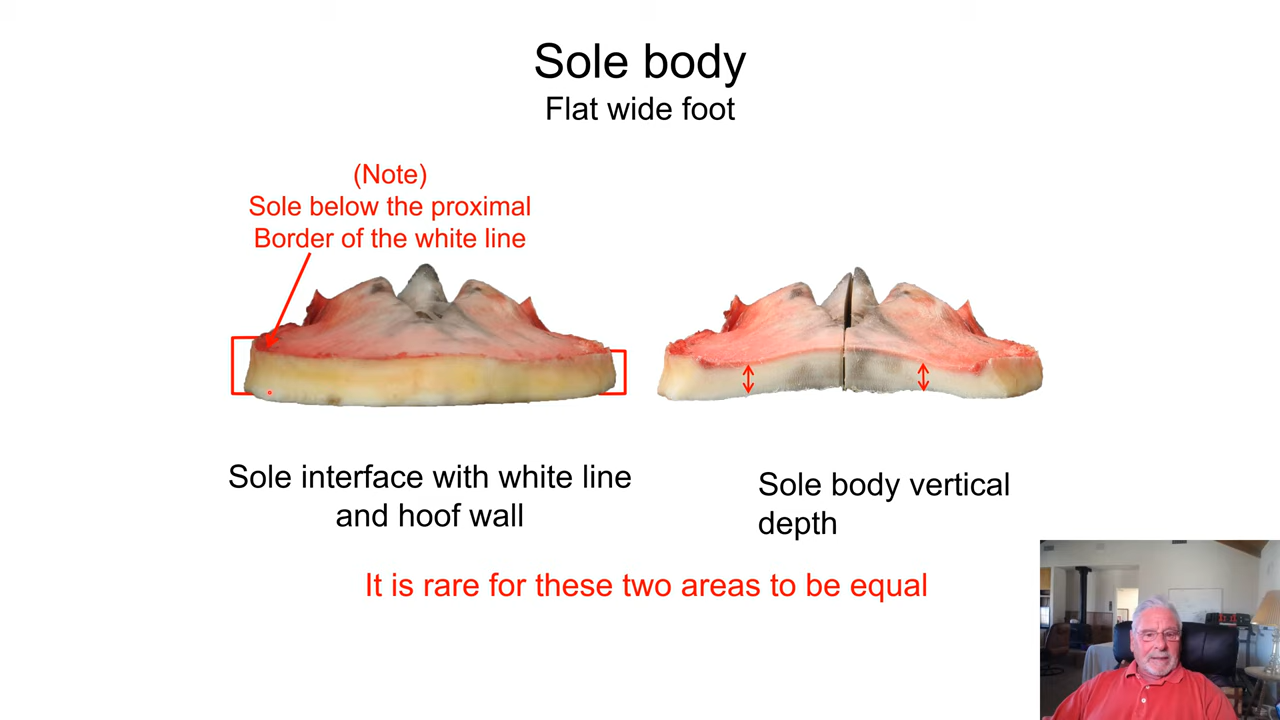 Sole body
Flat wide foot
(Note)
Sole below the proximal
Border of the white line
Sole interface with white line
and hoof wall
Sole body vertical
depth
It is rare for these two areas to be equal